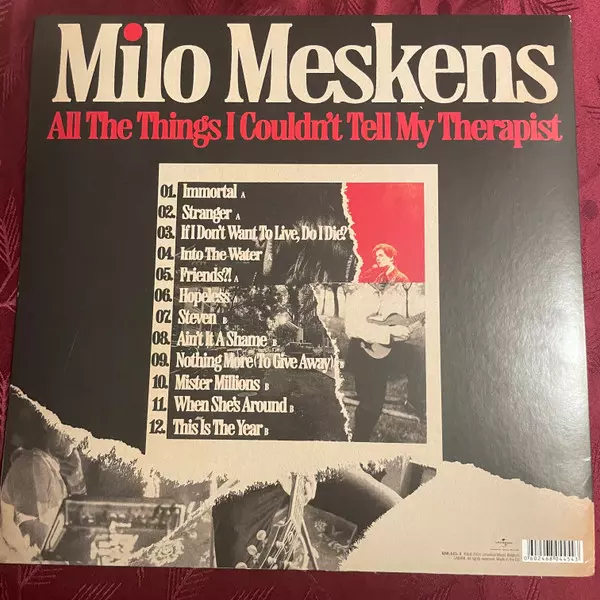 Milo Meskens
All The Things I Couldn't Tell My Therapist
01. Immortal A
02. Stranger A
03. If I Don't Want To Live, Do I Die?
04. Into The Water A
05. Friends?! A
06. Hopeless A
07. Steven B
08. Ain't It A Shame B
09. Nothing More (To Give Away) B
10. Mister Millions B
11. When She's Around B
12. This Is The Year B